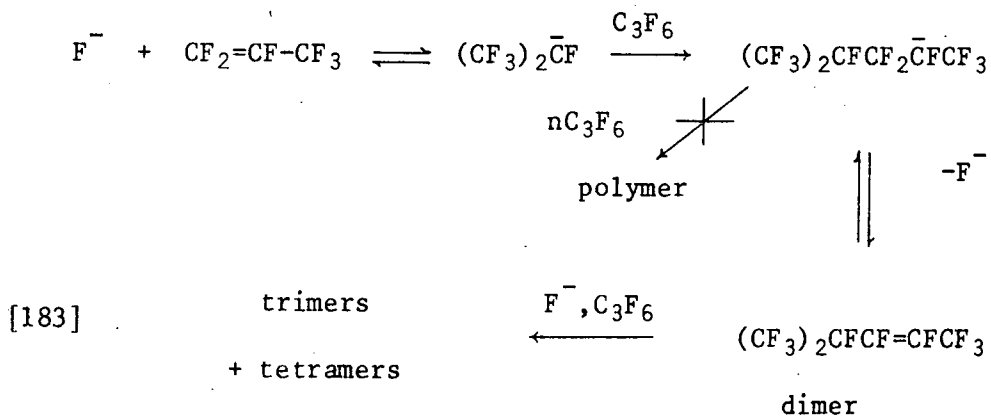 F⁻ + CF₂=CF-CF₃ ⇌ (CF₃)₂C̄F C₃F₆ → (CF₃)₂CFCF₂C̄FCF₃
nC₃F₆
polymer
-F⁻
[183] trimers + tetramers F⁻,C₃F₆ ← (CF₃)₂CFCF=CFCF₃
dimer